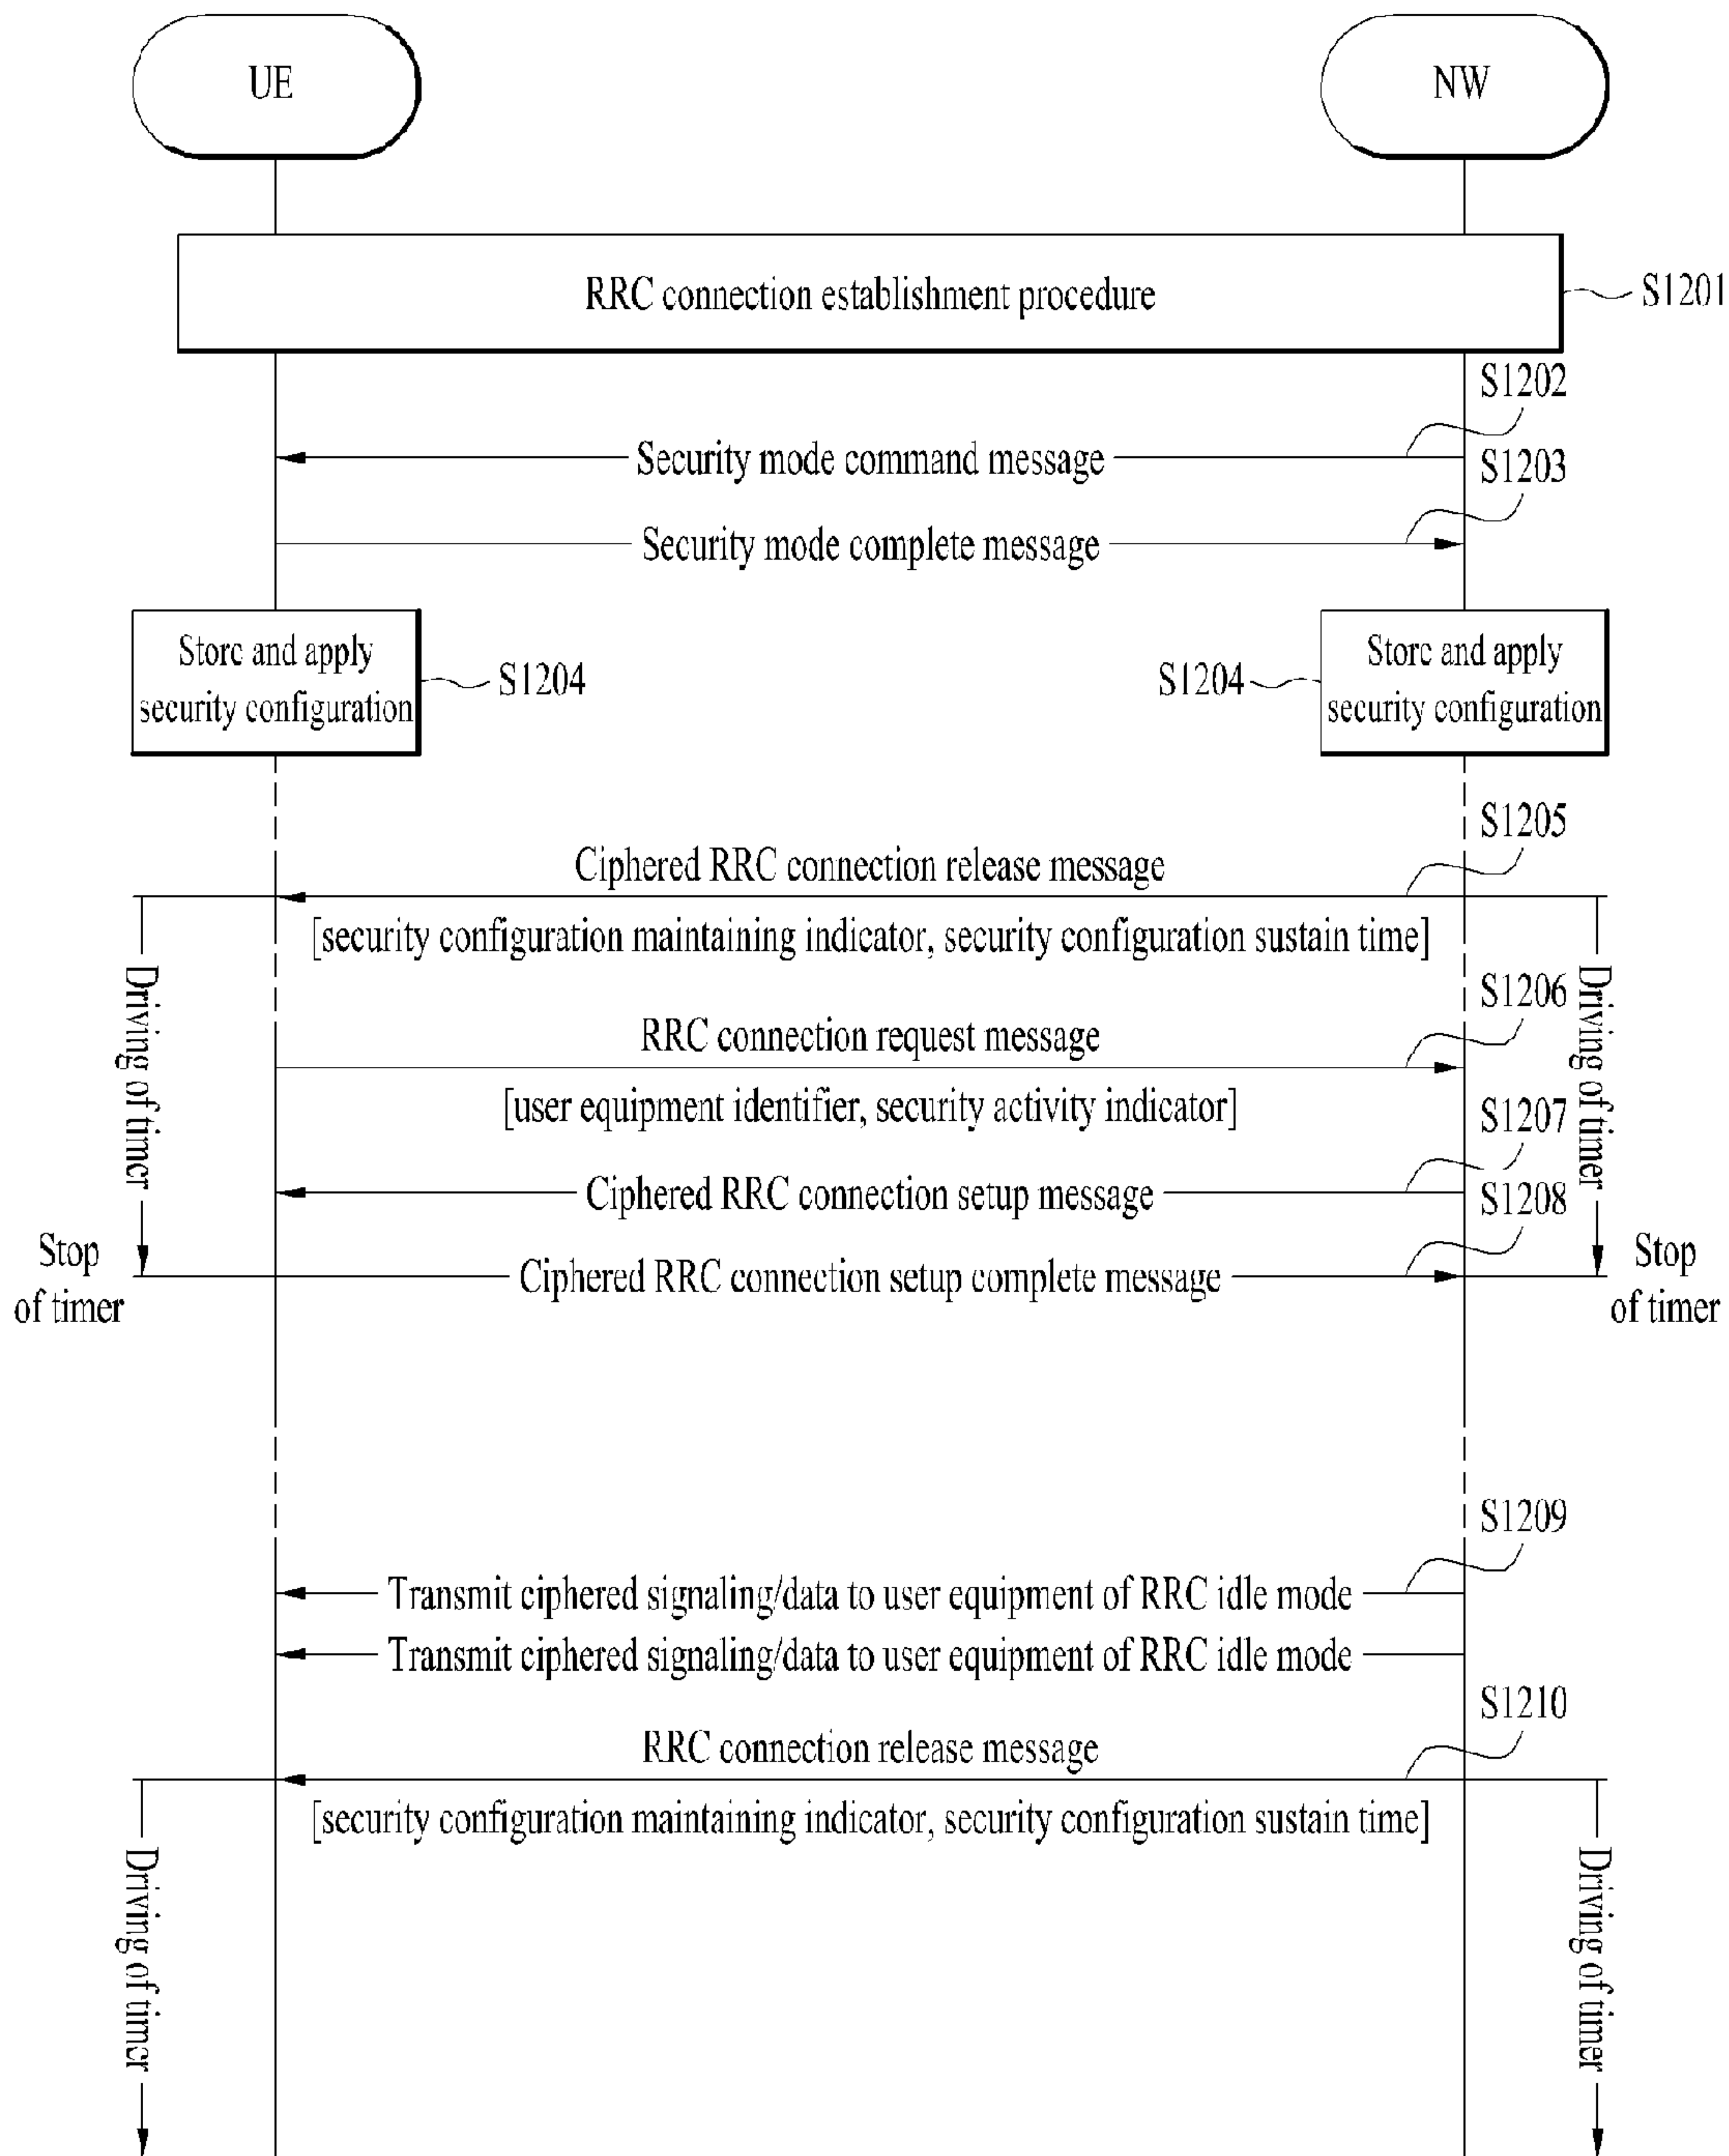 UE
NW
RRC connection establishment procedure
S1201
S1202
Security mode command message
S1203
Security mode complete message
Store and apply
security configuration
S1204
S1204
Store and apply
security configuration
S1205
Ciphered RRC connection release message
[security configuration maintaining indicator, security configuration sustain time]
Driving of timer
Driving of timer
S1206
RRC connection request message
[user equipment identifier, security activity indicator]
S1207
Ciphered RRC connection setup message
S1208
Stop
of timer
Ciphered RRC connection setup complete message
Stop
of timer
S1209
Transmit ciphered signaling/data to user equipment of RRC idle mode
Transmit ciphered signaling/data to user equipment of RRC idle mode
S1210
RRC connection release message
[security configuration maintaining indicator, security configuration sustain time]
Driving of timer
Driving of timer